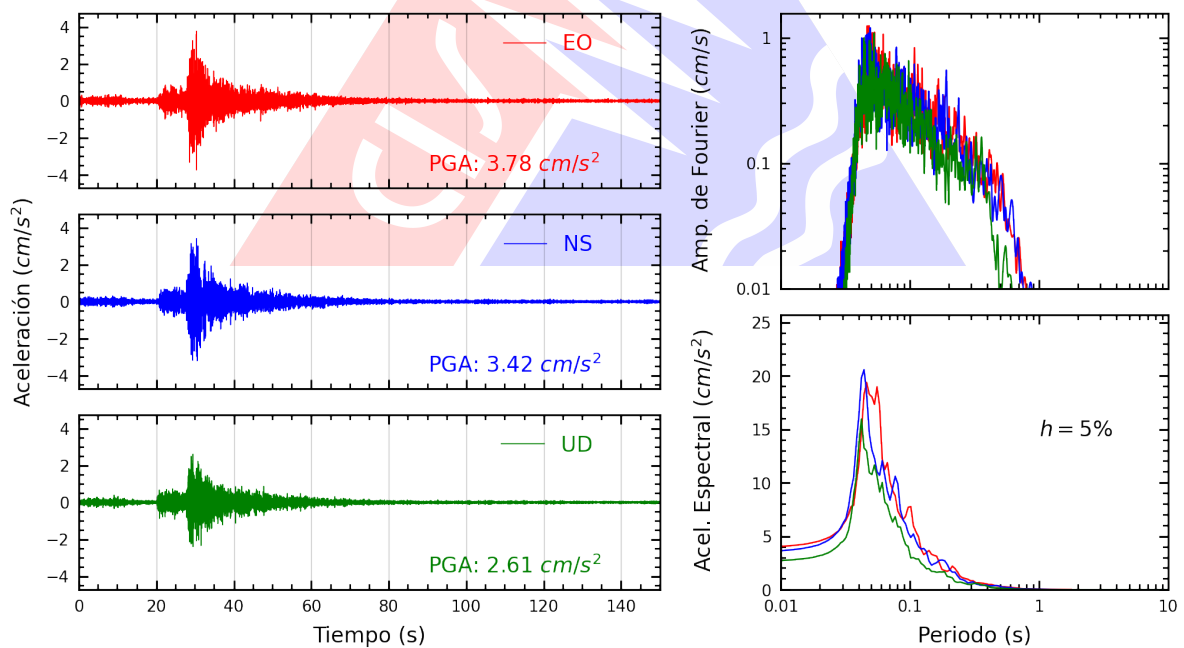 Aceleración (cm/s²)
4
2
0
−2
−4
EO
PGA: 3.78 cm/s²
4
2
0
−2
−4
NS
PGA: 3.42 cm/s²
4
2
0
−2
−4
UD
PGA: 2.61 cm/s²
0 20 40 60 80 100 120 140
Tiempo (s)
Amp. de Fourier (cm/s)
1
0.1
0.01
Acel. Espectral (cm/s²)
25
20
15
10
5
0
h = 5%
0.01 0.1 1 10
Periodo (s)